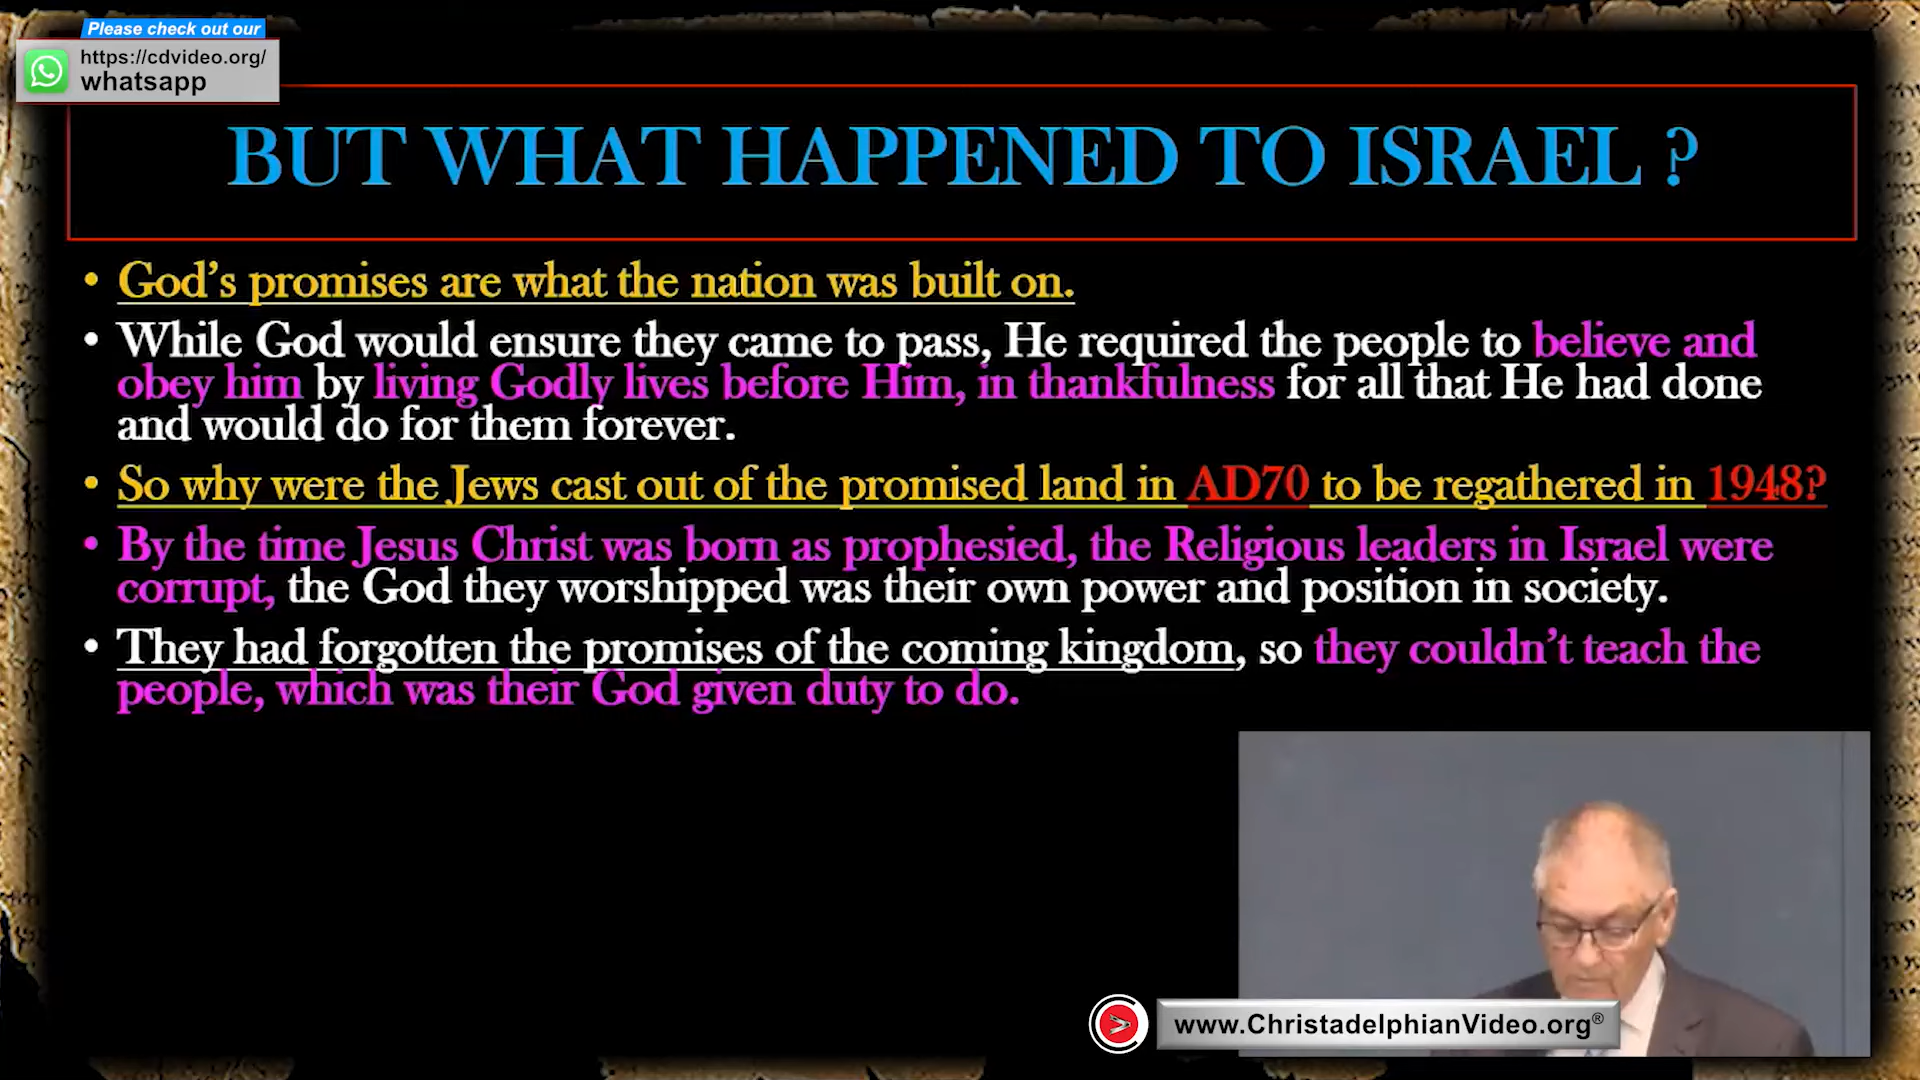 Please check out our
https://cdvideo.org/
whatsapp
BUT WHAT HAPPENED TO ISRAEL ?
• God’s promises are what the nation was built on.
• While God would ensure they came to pass, He required the people to believe and
obey him by living Godly lives before Him, in thankfulness for all that He had done
and would do for them forever.
• So why were the Jews cast out of the promised land in AD70 to be regathered in 1948?
• By the time Jesus Christ was born as prophesied, the Religious leaders in Israel were
corrupt, the God they worshipped was their own power and position in society.
• They had forgotten the promises of the coming kingdom, so they couldn’t teach the
people, which was their God given duty to do.
www.ChristadelphianVideo.org®